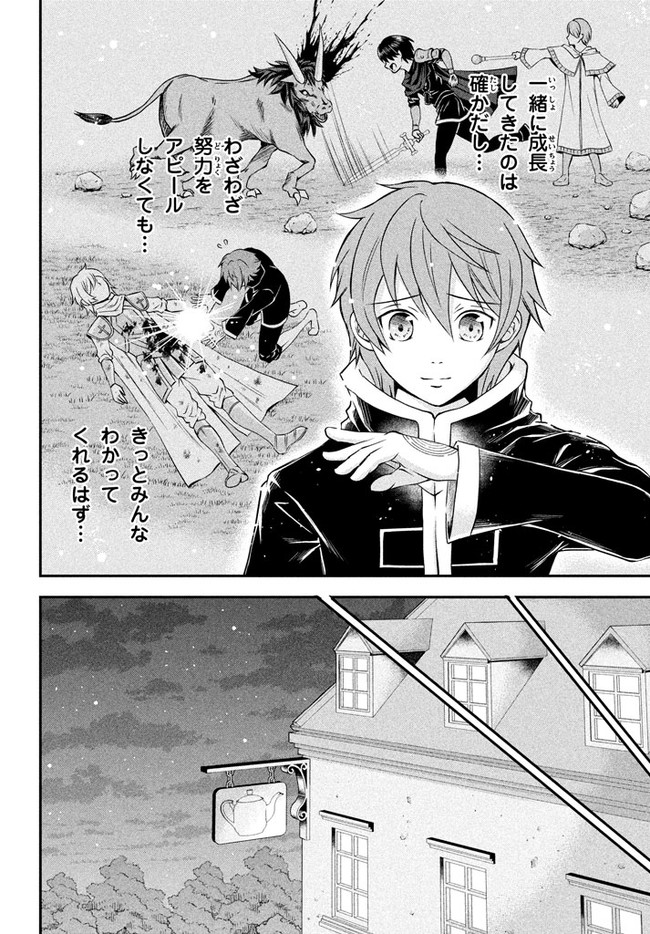 一緒に成長
してきたのは
確かだし…
わざわざ
努力を
アピール
しなくても…
きっとみんな
わかって
くれるはず…